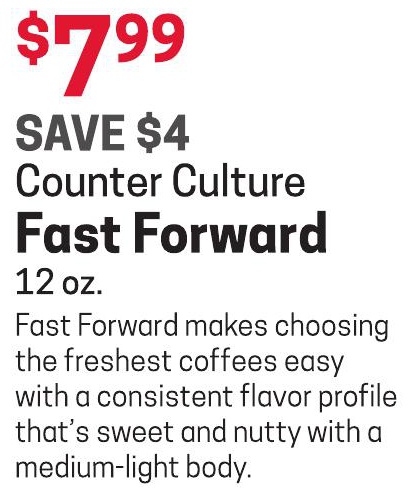 $7.99
SAVE $4
Counter Culture
Fast Forward
12 oz.
Fast Forward makes choosing
the freshest coffees easy
with a consistent flavor profile
that's sweet and nutty with a
medium-light body.